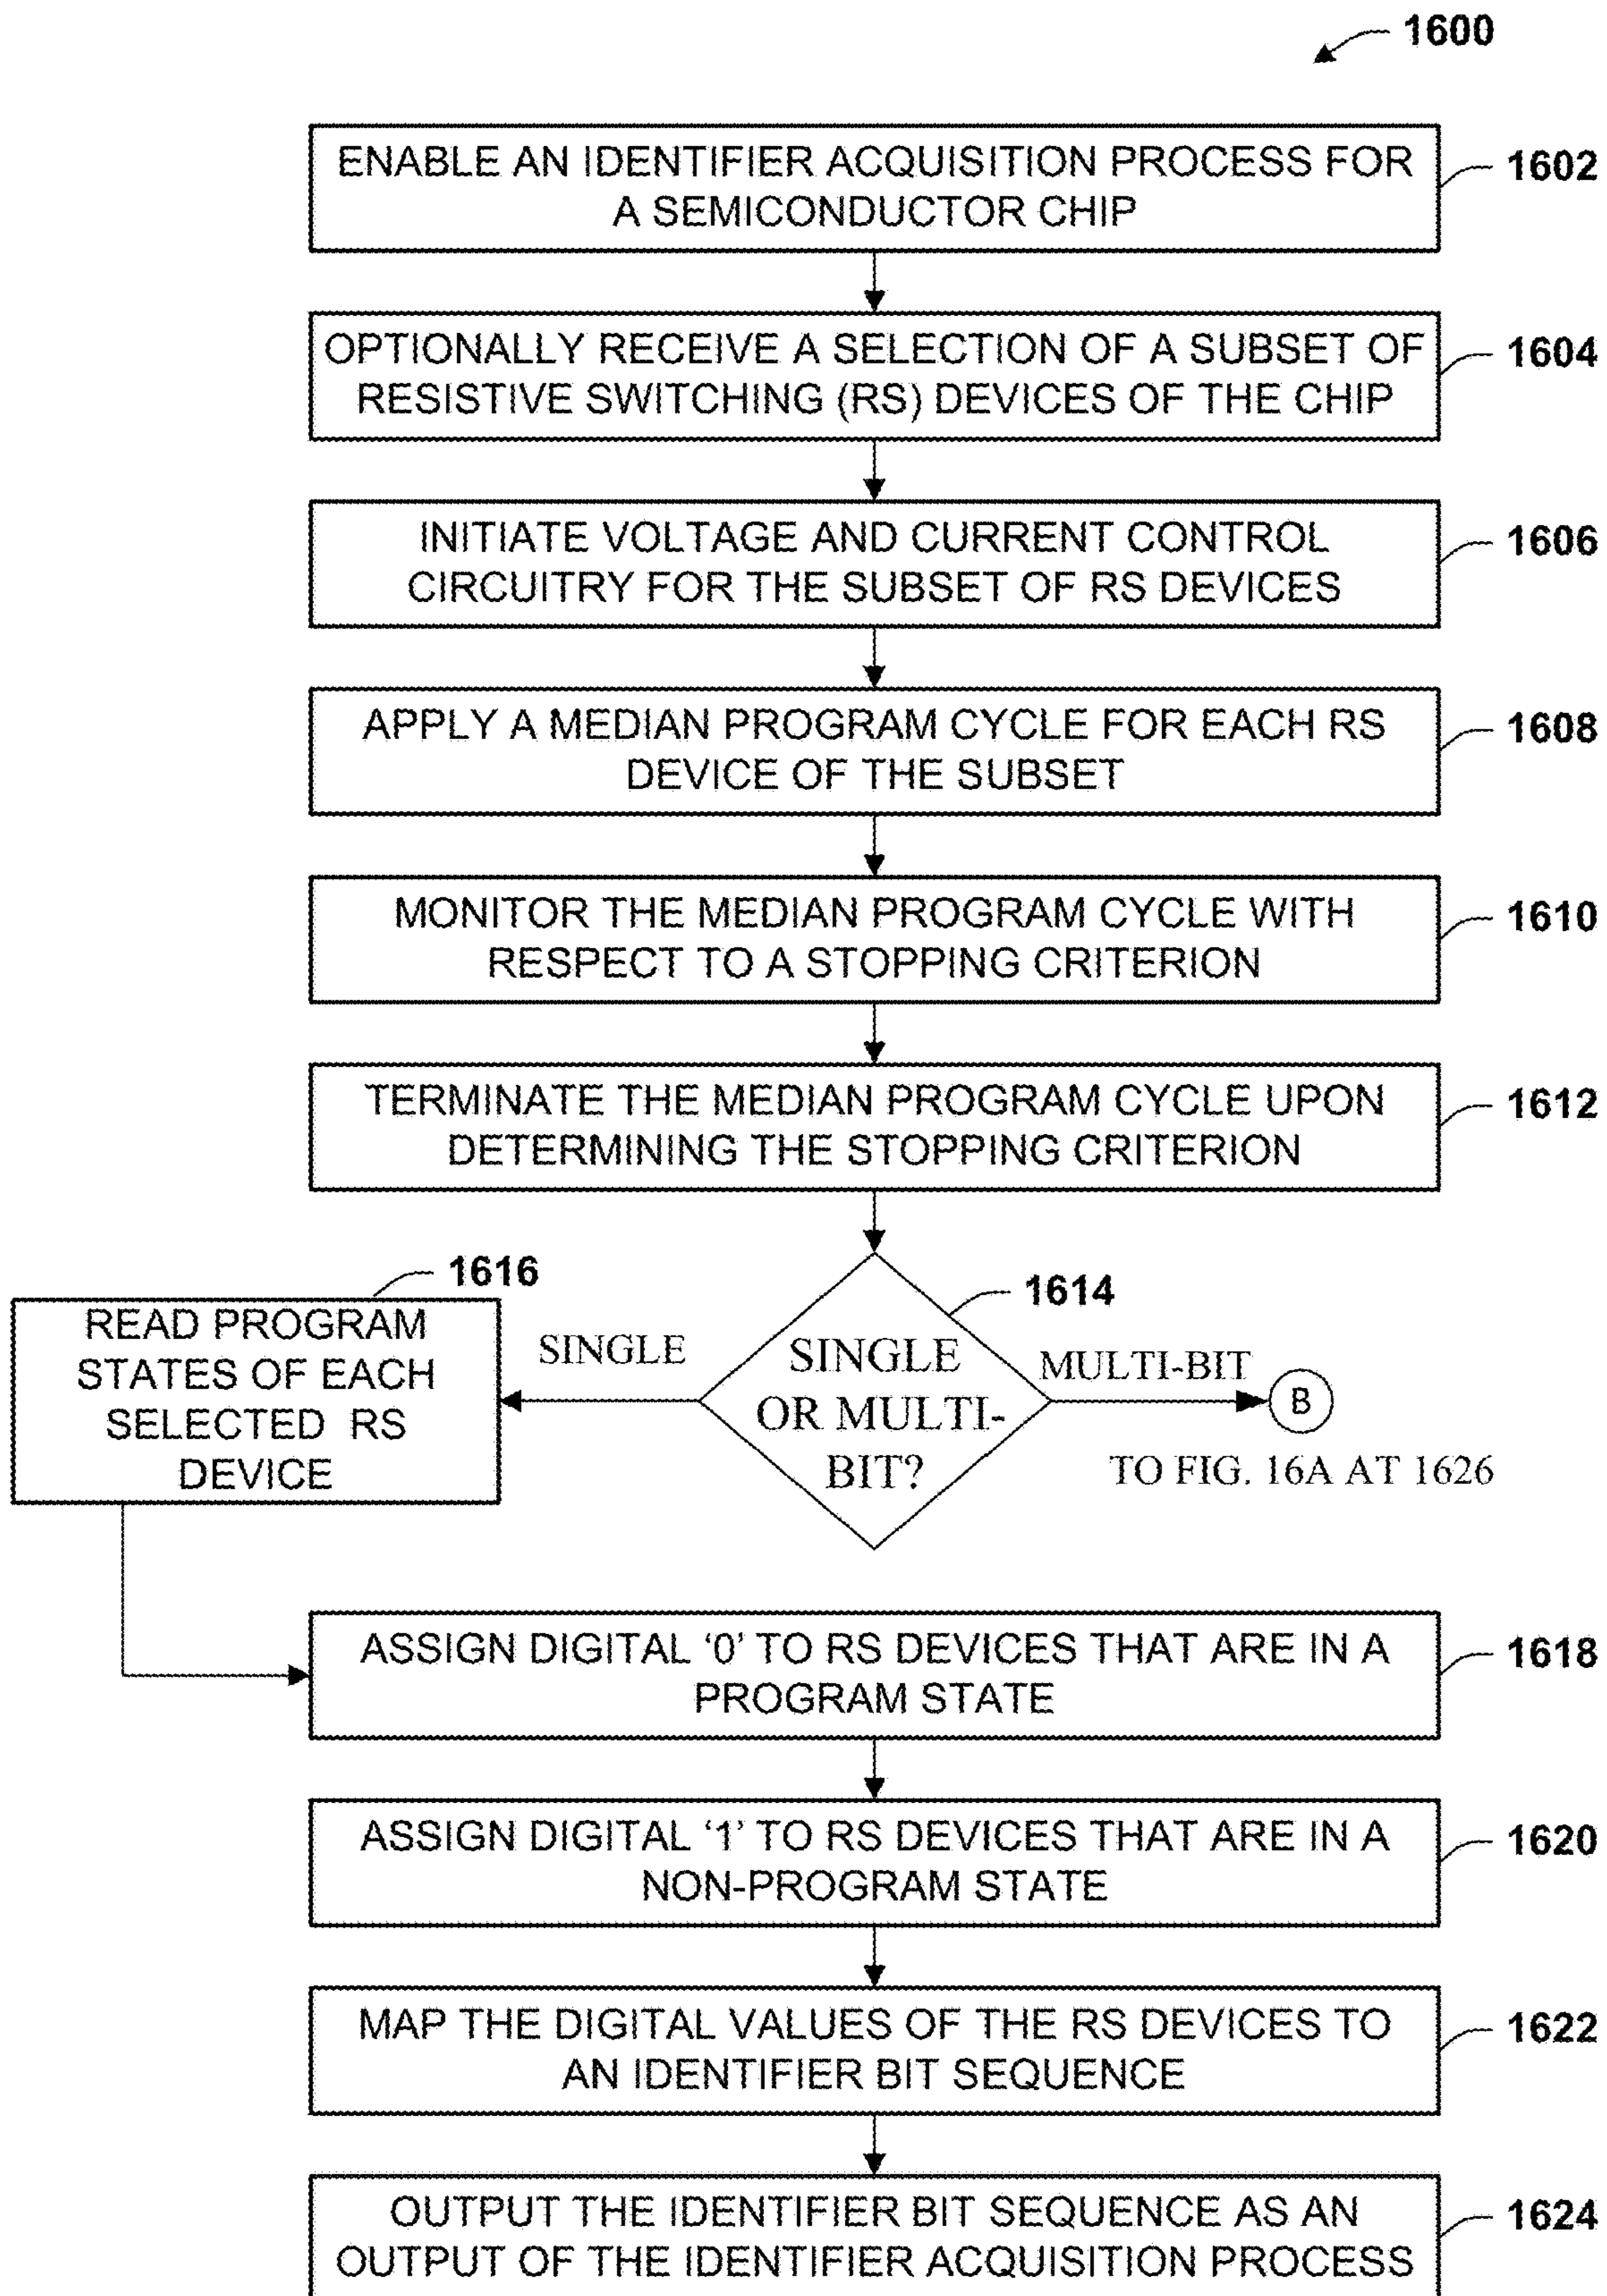 1600
ENABLE AN IDENTIFIER ACQUISITION PROCESS FOR
A SEMICONDUCTOR CHIP
1602
OPTIONALLY RECEIVE A SELECTION OF A SUBSET OF
RESISTIVE SWITCHING (RS) DEVICES OF THE CHIP
1604
INITIATE VOLTAGE AND CURRENT CONTROL
CIRCUITRY FOR THE SUBSET OF RS DEVICES
1606
APPLY A MEDIAN PROGRAM CYCLE FOR EACH RS
DEVICE OF THE SUBSET
1608
MONITOR THE MEDIAN PROGRAM CYCLE WITH
RESPECT TO A STOPPING CRITERION
1610
TERMINATE THE MEDIAN PROGRAM CYCLE UPON
DETERMINING THE STOPPING CRITERION
1612
1616
READ PROGRAM
STATES OF EACH
SELECTED RS
DEVICE
SINGLE
1614
SINGLE
OR MULTI-
BIT?
MULTI-BIT
B
TO FIG. 16A AT 1626
ASSIGN DIGITAL ‘0’ TO RS DEVICES THAT ARE IN A
PROGRAM STATE
1618
ASSIGN DIGITAL ‘1’ TO RS DEVICES THAT ARE IN A
NON-PROGRAM STATE
1620
MAP THE DIGITAL VALUES OF THE RS DEVICES TO
AN IDENTIFIER BIT SEQUENCE
1622
OUTPUT THE IDENTIFIER BIT SEQUENCE AS AN
OUTPUT OF THE IDENTIFIER ACQUISITION PROCESS
1624